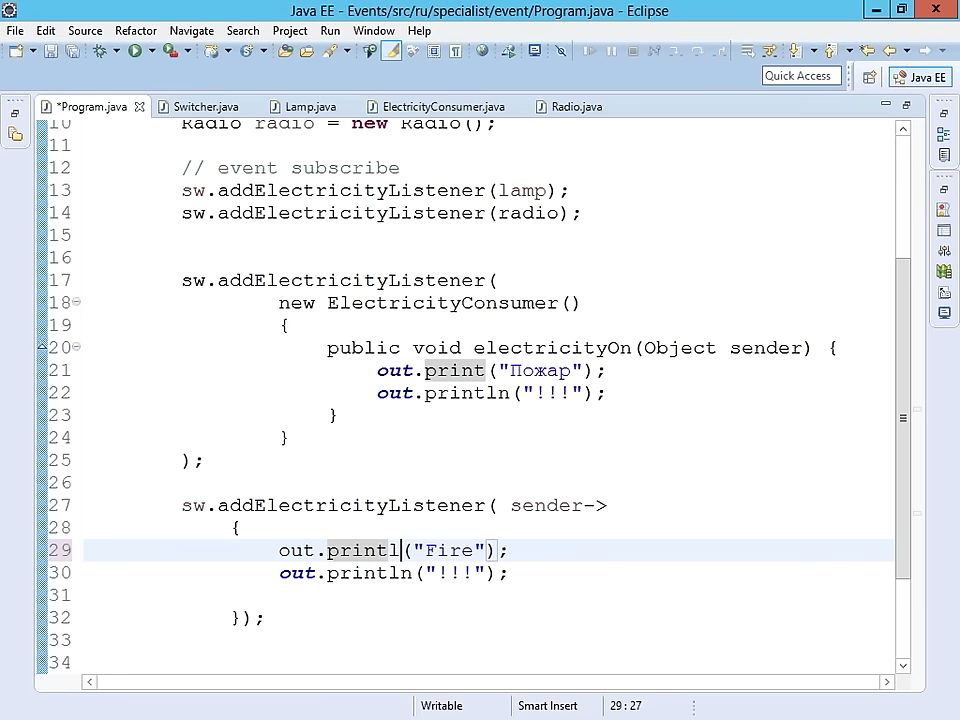 Java EE - Events/src/ru/specialist/event/Program.java - Eclipse
File Edit Source Refactor Navigate Search Project Run Window Help
Quick Access Java EE
*Program.java Switcher.java Lamp.java ElectricityConsumer.java Radio.java
10 Radio radio = new Radio();
11
12 // event subscribe
13 sw.addElectricityListener(lamp);
14 sw.addElectricityListener(radio);
15
16
17 sw.addElectricityListener(
18 new ElectricityConsumer()
19 {
20 public void electricityOn(Object sender) {
21 out.print("Пожар");
22 out.println("!!!");
23 }
24 }
25 );
26
27 sw.addElectricityListener( sender->
28 {
29 out.printl("Fire");
30 out.println("!!!");
31
32 });
33
34
Writable Smart Insert 29 : 27